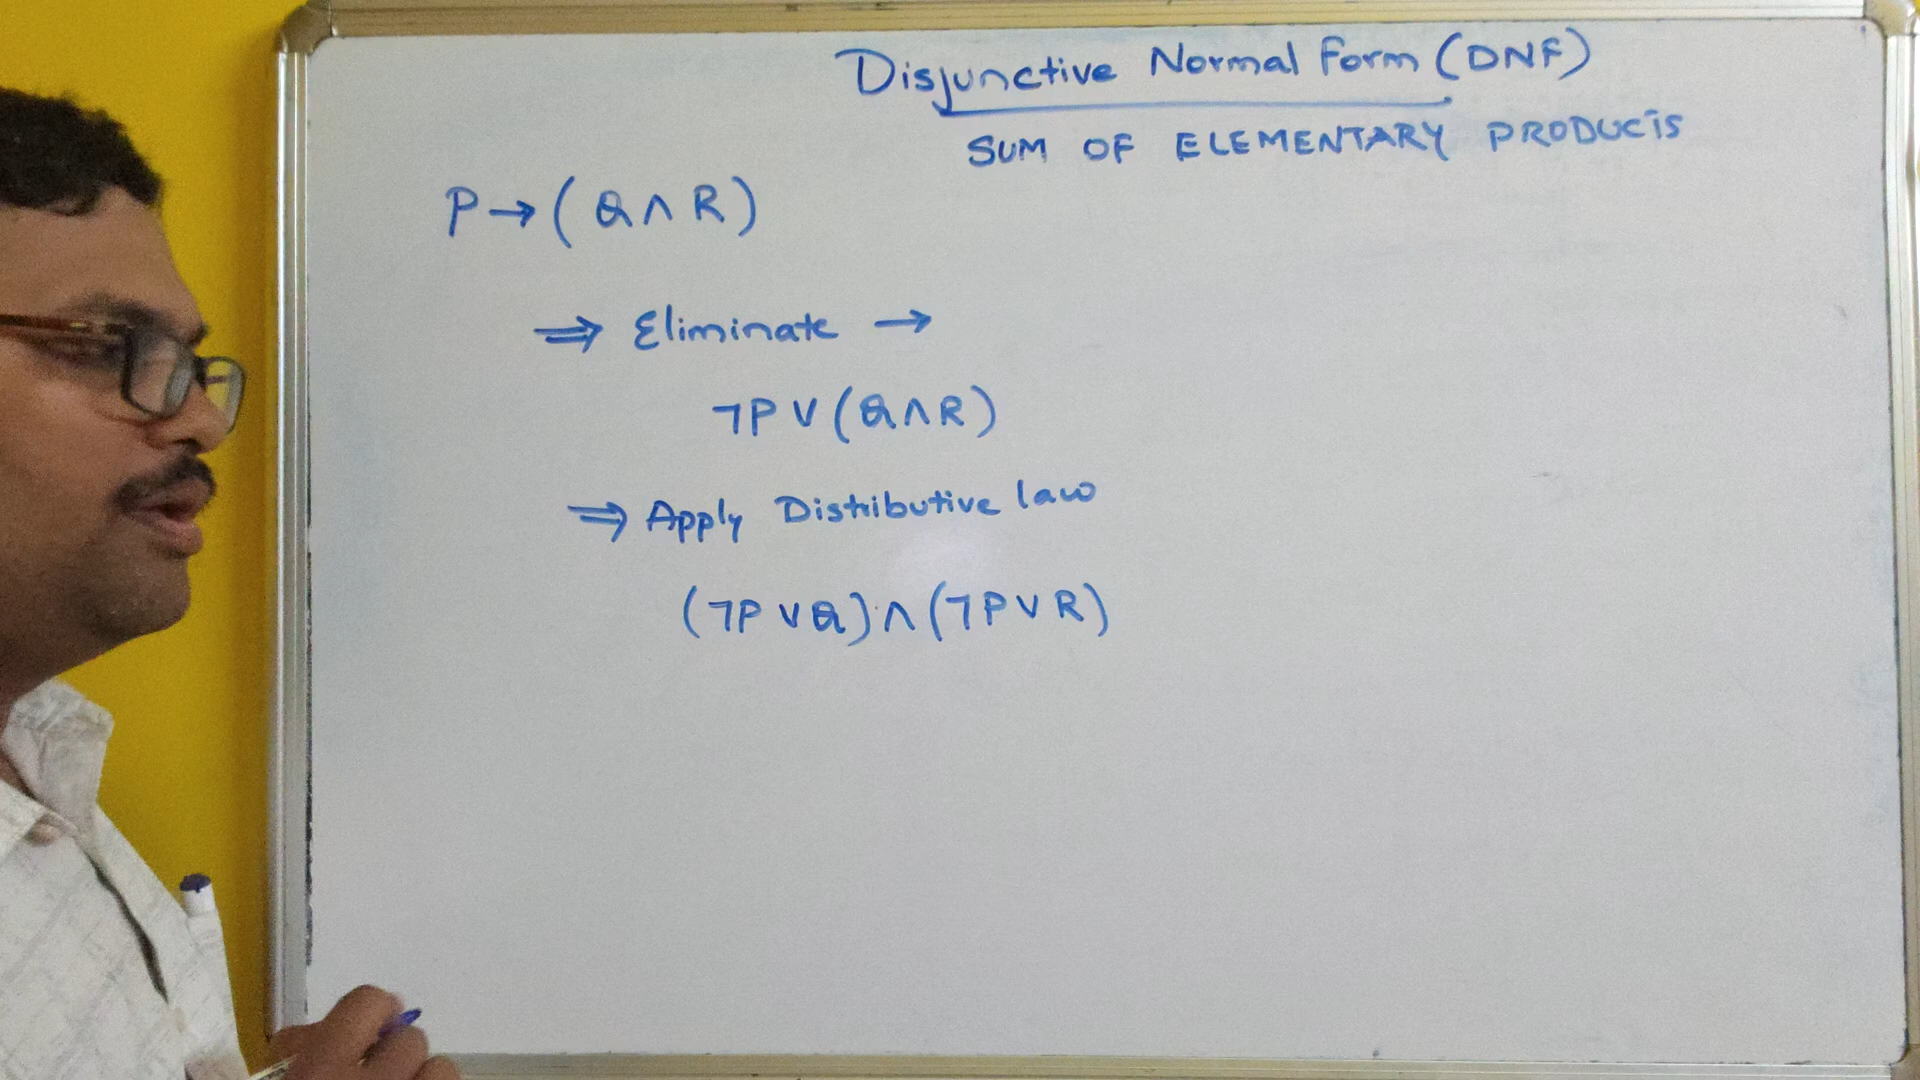 Disjunctive Normal Form (DNF)
SUM OF ELEMENTARY PRODUCTS
P→(Q∧R)
⇒ Eliminate →
¬P∨(Q∧R)
⇒ Apply Distributive law
(¬P∨Q)∧(¬P∨R)